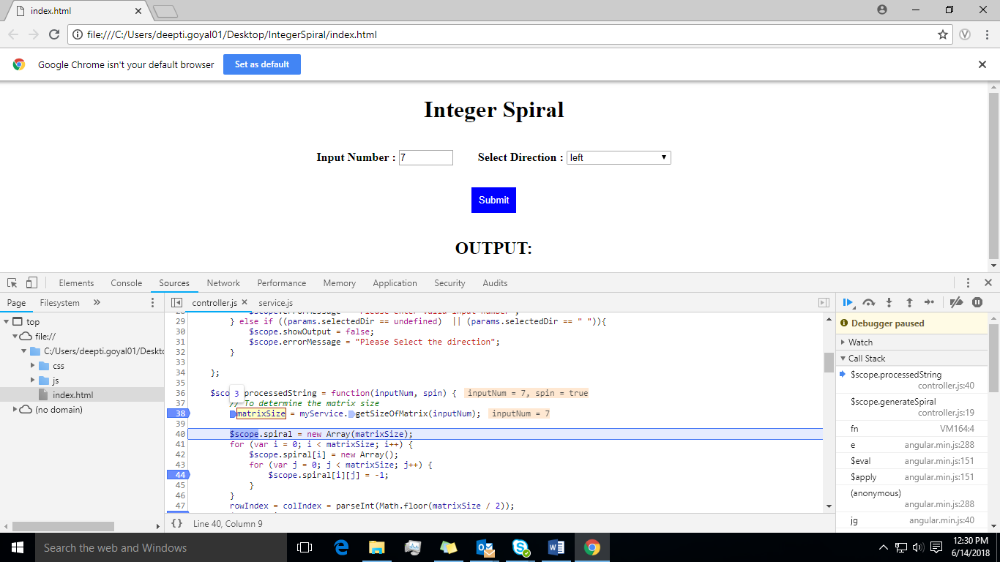 index.html
file:///C:/Users/deepti.goyal01/Desktop/IntegerSpiral/index.html
Google Chrome isn't your default browser
Set as default
Integer Spiral
Input Number : 7 Select Direction : left
Submit
OUTPUT:
Elements Console Sources Network Performance Memory Application Security Audits
Page Filesystem
controller.js service.js
top
file://
C:/Users/deepti.goyal01/Deskto
css
js
index.html
(no domain)
29 } else if ((params.selectedDir == undefined) || (params.selectedDir == " ")){
30 $scope.showOutput = false;
31 $scope.errorMessage = "Please Select the direction";
32 }
33
34 };
35
36 $sco 3 processedString = function(inputNum, spin) { inputNum = 7, spin = true
37 // To determine the matrix size
38 matrixSize = myService.getSizeOfMatrix(inputNum); inputNum = 7
39
40 $scope.spiral = new Array(matrixSize);
41 for (var i = 0; i < matrixSize; i++) {
42 $scope.spiral[i] = new Array();
43 for (var j = 0; j < matrixSize; j++) {
44 $scope.spiral[i][j] = -1;
45 }
46 }
47 rowIndex = colIndex = parseInt(Math.floor(matrixSize / 2));
{} Line 40, Column 9
Debugger paused
Watch
Call Stack
$scope.processedString
controller.js:40
$scope.generateSpiral
controller.js:19
fn VM164:4
e angular.min.js:288
$eval angular.min.js:151
$apply angular.min.js:151
(anonymous)
angular.min.js:288
jg angular.min.js:40
Search the web and Windows
12:30 PM
6/14/2018